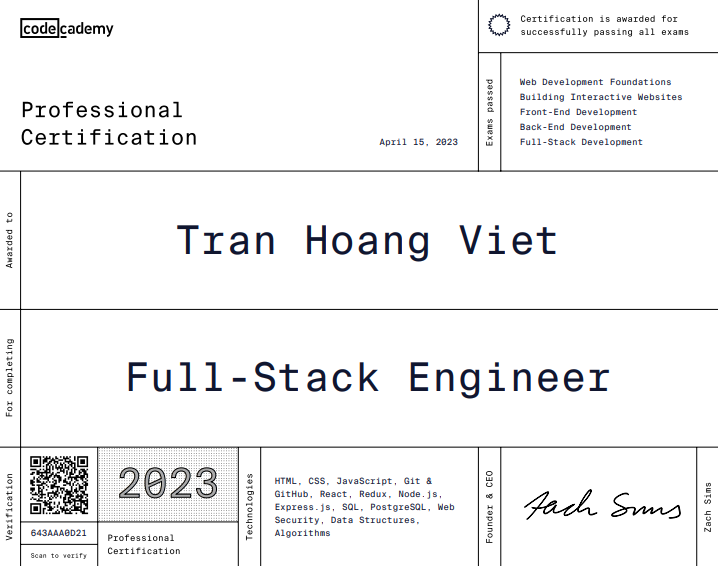 codecademy
Certification is awarded for
successfully passing all exams
Professional
Certification
April 15, 2023
Exams passed
Web Development Foundations
Building Interactive Websites
Front-End Development
Back-End Development
Full-Stack Development
Awarded to
Tran Hoang Viet
For completing
Full-Stack Engineer
Verification
643AAA0D21
Scan to verify
2023
Professional
Certification
Technologies
HTML, CSS, JavaScript, Git &
GitHub, React, Redux, Node.js,
Express.js, SQL, PostgreSQL, Web
Security, Data Structures,
Algorithms
Founder & CEO
Zach Sims
Zach Sims